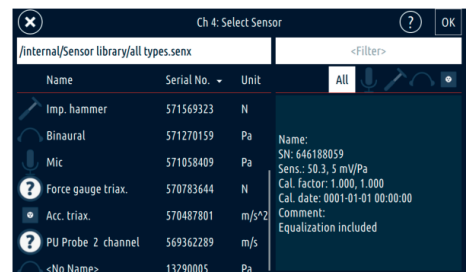 Ch 4: Select Sensor
?
OK
/internal/Sensor library/all types.senx
<Filter>
Name Serial No. Unit
All
Imp. hammer 571569323 N
Binaural 571270159 Pa
Mic 571058409 Pa
? Force gauge triax. 570783644 N
Acc. triax. 570487801 m/s^2
? PU Probe 2 channel 569362289 m/s
<No Name> 13290005 Pa
Name:
SN: 646188059
Sens.: 50.3, 5 mV/Pa
Cal. factor: 1.000, 1.000
Cal. date: 0001-01-01 00:00:00
Comment:
Equalization included